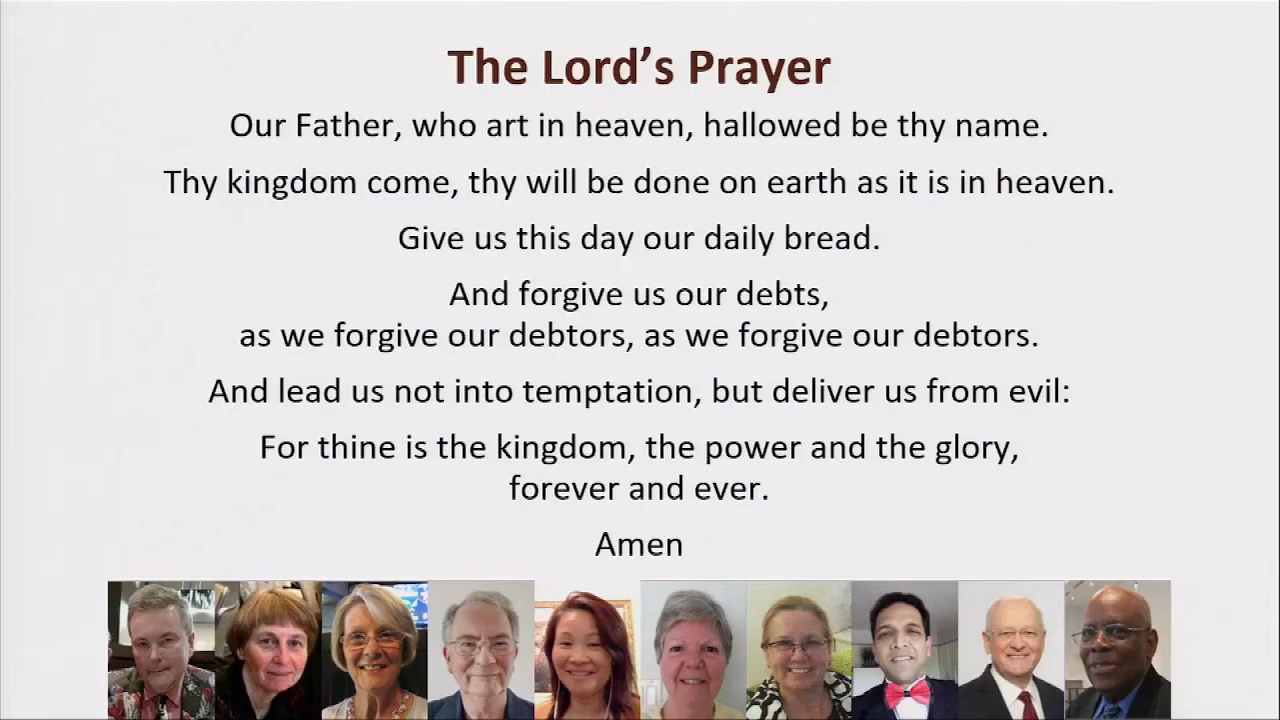 The Lord's Prayer
Our Father, who art in heaven, hallowed be thy name.
Thy kingdom come, thy will be done on earth as it is in heaven.
Give us this day our daily bread.
And forgive us our debts,
as we forgive our debtors, as we forgive our debtors.
And lead us not into temptation, but deliver us from evil:
For thine is the kingdom, the power and the glory,
forever and ever.
Amen